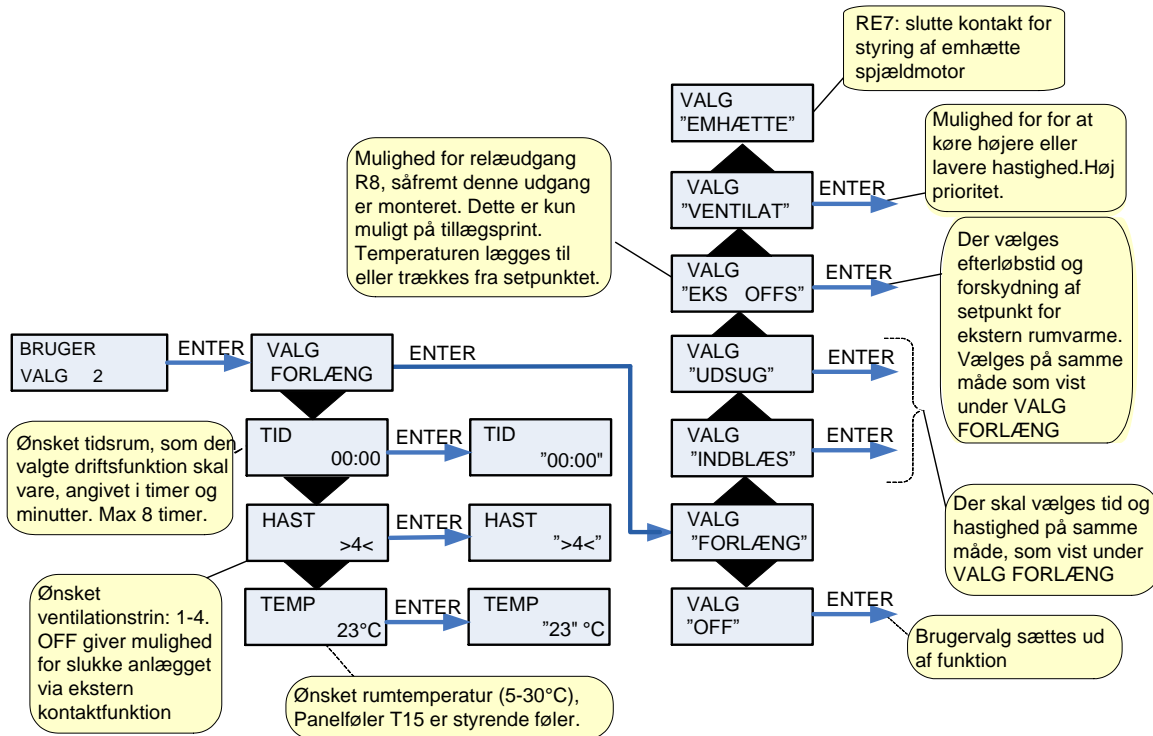 RE7: slutte kontakt for
styring af emhætte
spjældmotor
VALG
"EMHÆTTE"
Mulighed for for at
køre højere eller
lavere hastighed.Høj
prioritet.
Mulighed for relæudgang
R8, såfremt denne udgang
er monteret. Dette er kun
muligt på tillægsprint.
Temperaturen lægges til
eller trækkes fra setpunktet.
VALG
"VENTILAT"
ENTER
VALG
"EKS OFFS"
ENTER
Der vælges
efterløbstid og
forskydning af
setpunkt for
ekstern rumvarme.
Vælges på samme
måde som vist
under VALG
FORLÆNG
BRUGER
VALG 2
ENTER
VALG
FORLÆNG
ENTER
VALG
"UDSUG"
ENTER
Ønsket tidsrum, som den
valgte driftsfunktion skal
vare, angivet i timer og
minutter. Max 8 timer.
TID
00:00
ENTER
TID
"00:00"
VALG
"INDBLÆS"
ENTER
Der skal vælges tid og
hastighed på samme
måde, som vist under
VALG FORLÆNG
HAST
>4<
ENTER
HAST
">4<"
VALG
"FORLÆNG"
Ønsket
ventilationstrin: 1-4.
OFF giver mulighed
for slukke anlægget
via ekstern
kontaktfunktion
TEMP
23°C
ENTER
TEMP
"23" °C
VALG
"OFF"
ENTER
Brugervalg sættes ud
af funktion
Ønsket rumtemperatur (5-30°C),
Panelføler T15 er styrende føler.